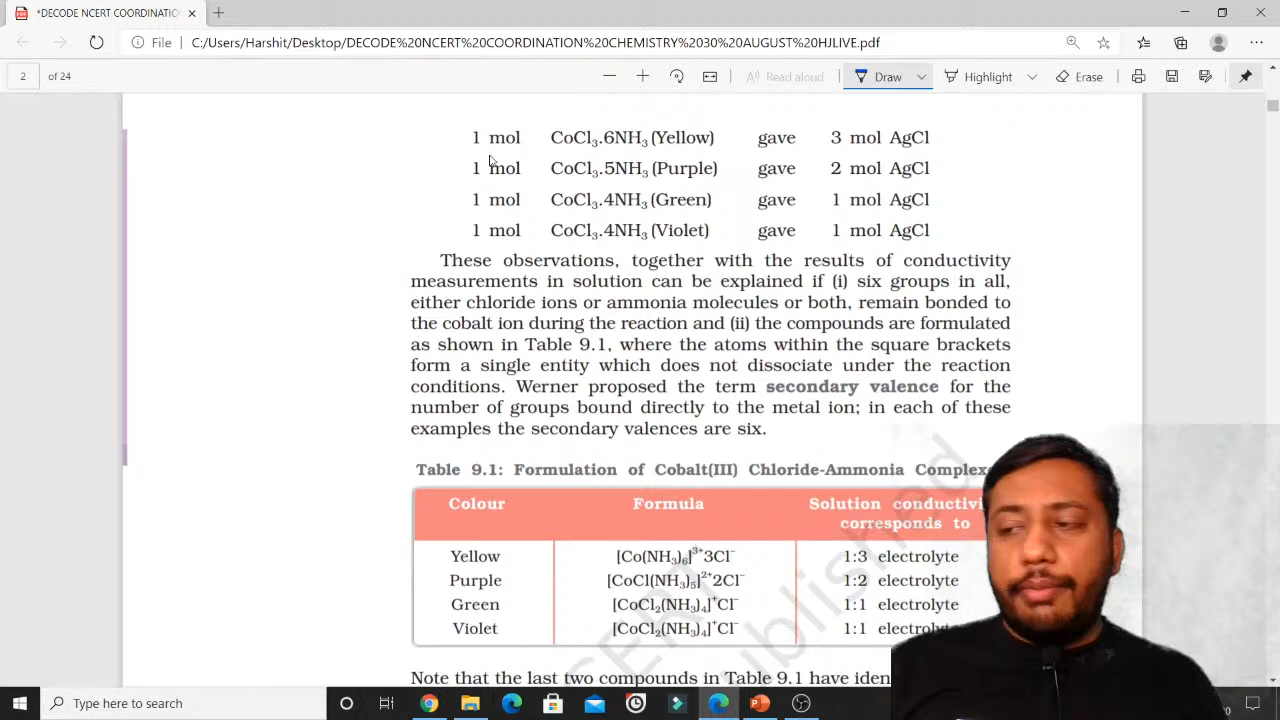 *DECODE NCERT COORDINATION C
File C:/Users/Harshit/Desktop/DECODE%20NCERT%20COORDINATION%20CHEMISTRY%2030%20AUGUST%20HJLIVE.pdf
2 of 24 Read aloud Draw Highlight Erase
1 mol CoCl₃.6NH₃ (Yellow) gave 3 mol AgCl
1 mol CoCl₃.5NH₃ (Purple) gave 2 mol AgCl
1 mol CoCl₃.4NH₃ (Green) gave 1 mol AgCl
1 mol CoCl₃.4NH₃ (Violet) gave 1 mol AgCl
These observations, together with the results of conductivity
measurements in solution can be explained if (i) six groups in all,
either chloride ions or ammonia molecules or both, remain bonded to
the cobalt ion during the reaction and (ii) the compounds are formulated
as shown in Table 9.1, where the atoms within the square brackets
form a single entity which does not dissociate under the reaction
conditions. Werner proposed the term secondary valence for the
number of groups bound directly to the metal ion; in each of these
examples the secondary valences are six.
Table 9.1: Formulation of Cobalt(III) Chloride-Ammonia Complex
Colour Formula Solution conductivi
corresponds to
Yellow [Co(NH₃)₆]³⁺3Cl⁻ 1:3 electrolyte
Purple [CoCl(NH₃)₅]²⁺2Cl⁻ 1:2 electrolyte
Green [CoCl₂(NH₃)₄]⁺Cl⁻ 1:1 electrolyte
Violet [CoCl₂(NH₃)₄]⁺Cl⁻ 1:1 electrolyte
Note that the last two compounds in Table 9.1 have iden
Type here to search